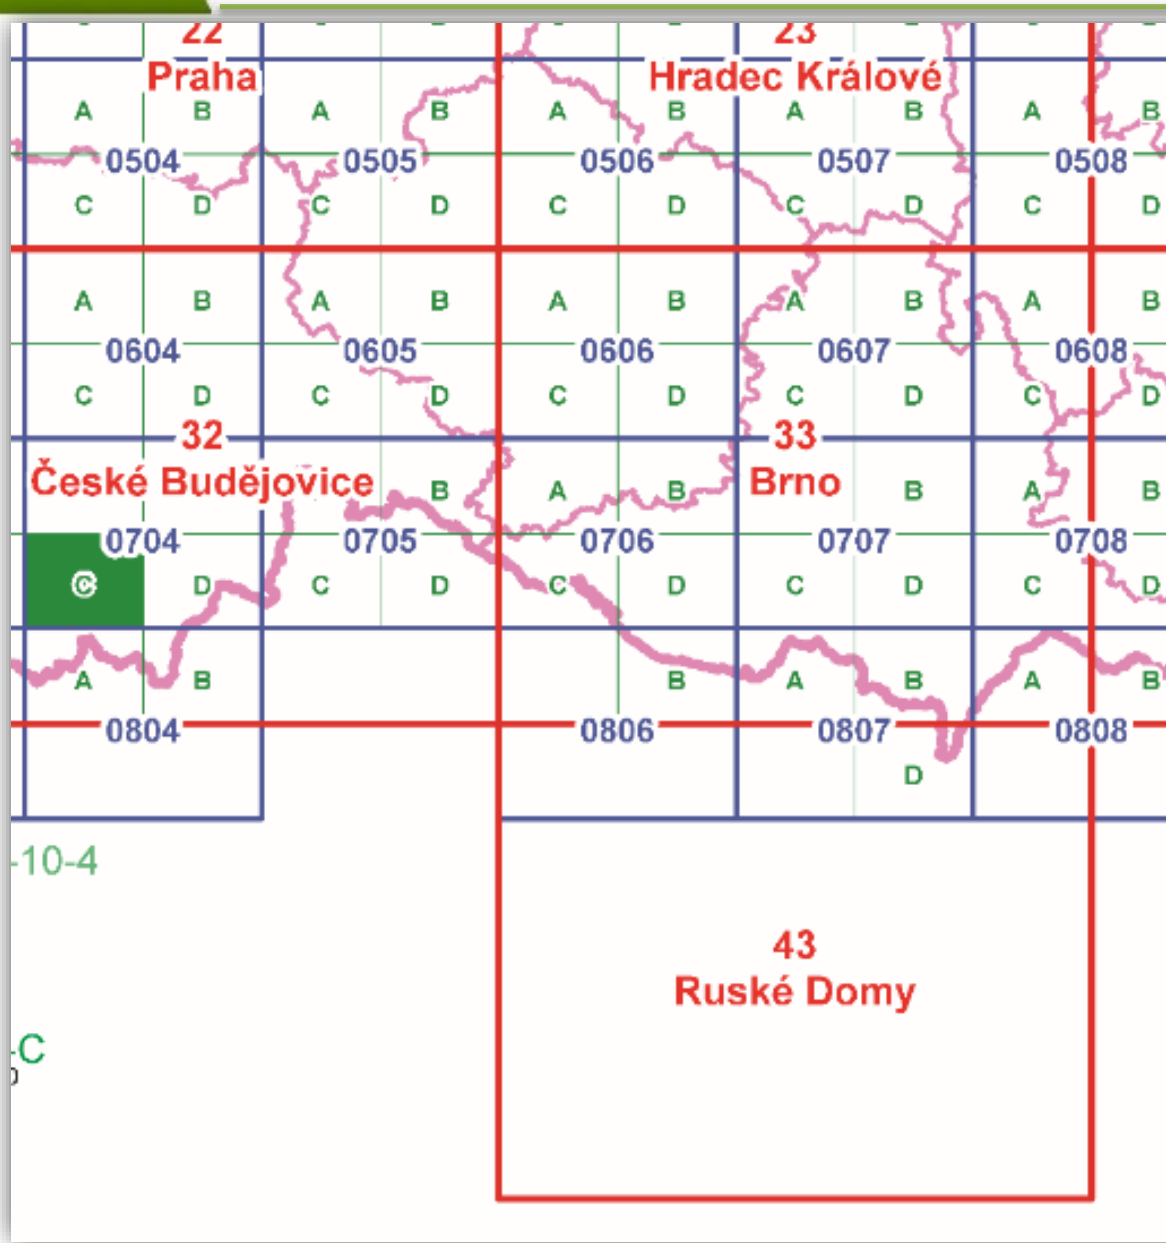 22 23
Praha Hradec Králové
A B A B A B A B A B
0504 0505 0506 0507 0508
C D C D C D C D C D
A B A B A B A B A B
0604 0605 0606 0607 0608
C D C D C D C D C D
32 33
České Budějovice B A B Brno B A B
0704 0705 0706 0707 0708
C D C D C D C D C D
A B B A B A B
0804 0806 0807 0808
D
-10-4
43
Ruské Domy
-C